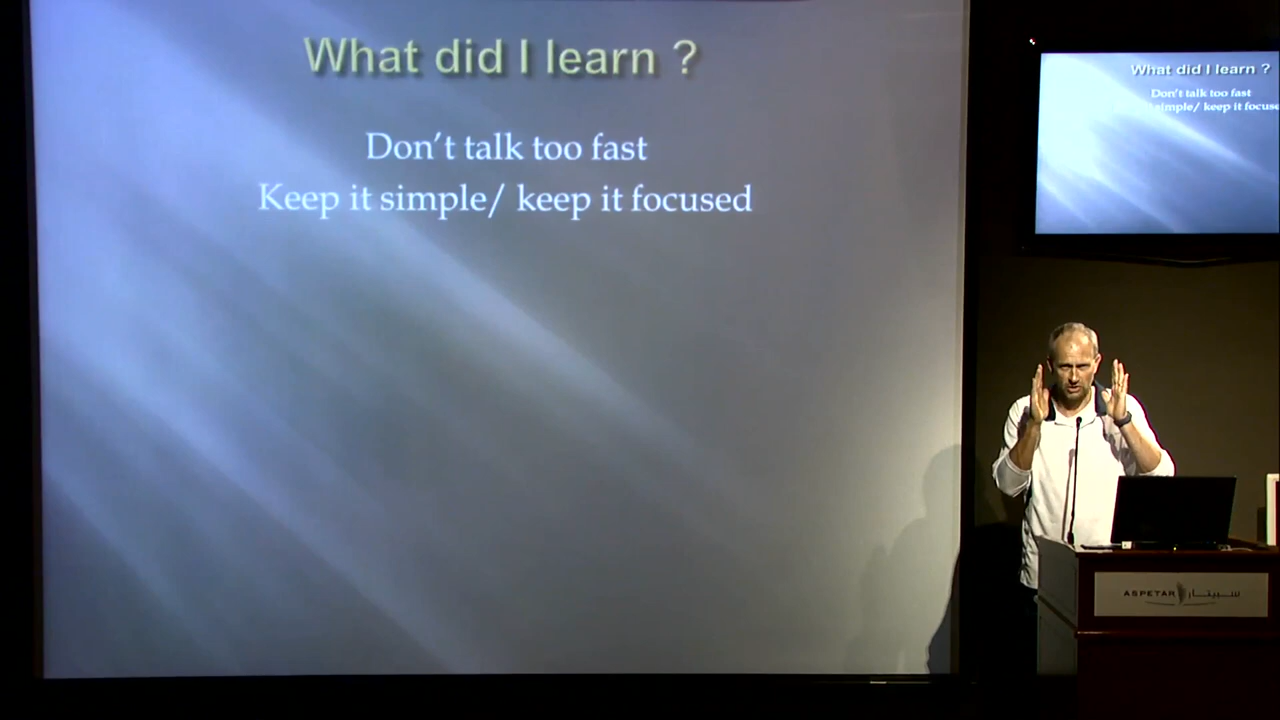 What did I learn ?
Don't talk too fast
Keep it simple/ keep it focused
What did I learn ?
Don't talk too fast
simple/ keep it focuse
ASPETAR سبيتار